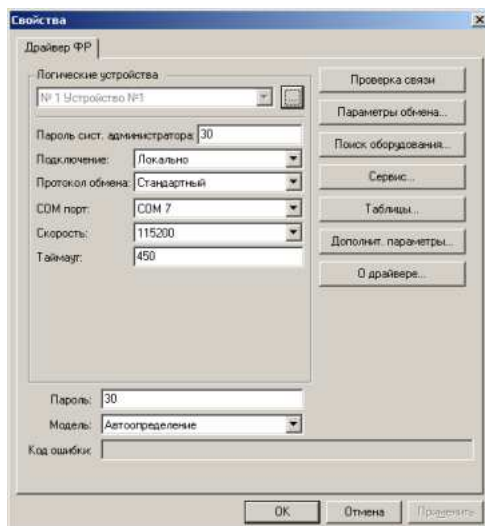 Свойства
Драйвер ФР
Логические устройства
№ 1 Устройство №1
Пароль сист. администратора: 30
Подключение: Локально
Протокол обмена: Стандартный
COM порт: COM 7
Скорость: 115200
Таймаут: 450
Проверка связи
Параметры обмена...
Поиск оборудования...
Сервис...
Таблицы...
Дополнит. параметры...
О драйвере...
Пароль: 30
Модель: Автоопределение
Код ошибки:
OK
Отмена
Применить